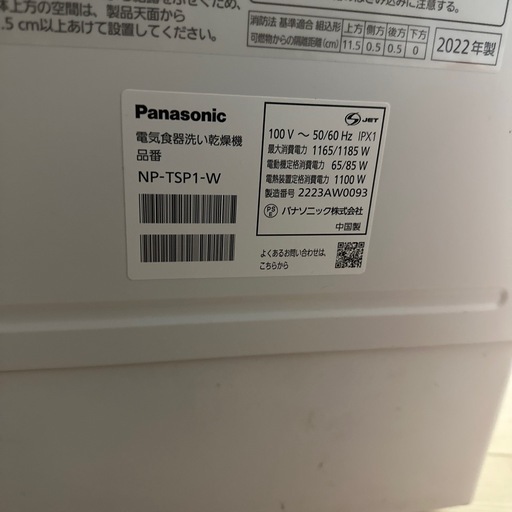 体上方の空間は、製品天面から
.5 cm以上あけて設置してください。
に注意する。
消防法 基準適合 組込形 上方 側方 後方 下方
可燃物からの離隔距離(cm) 11.5 0.5 0.5 0
2022年製
Panasonic
電気食器洗い乾燥機
品番
NP-TSP1-W
JET
100 V ～ 50/60 Hz IPX1
最大消費電力 1165/1185 W
電動機定格消費電力 65/85 W
電熱装置定格消費電力 1100 W
製造番号 2223AW0093
PS E パナソニック株式会社
中国製
よくあるお問い合わせは、
こちらから